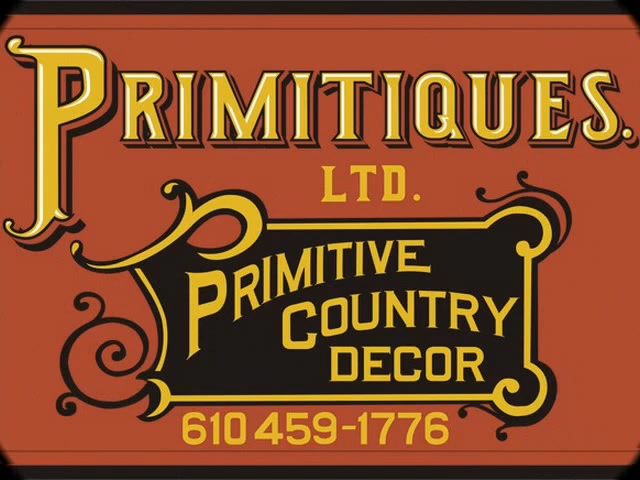 PRIMITIQUES.
LTD.
PRIMITIVE
COUNTRY
DECOR
610 459-1776